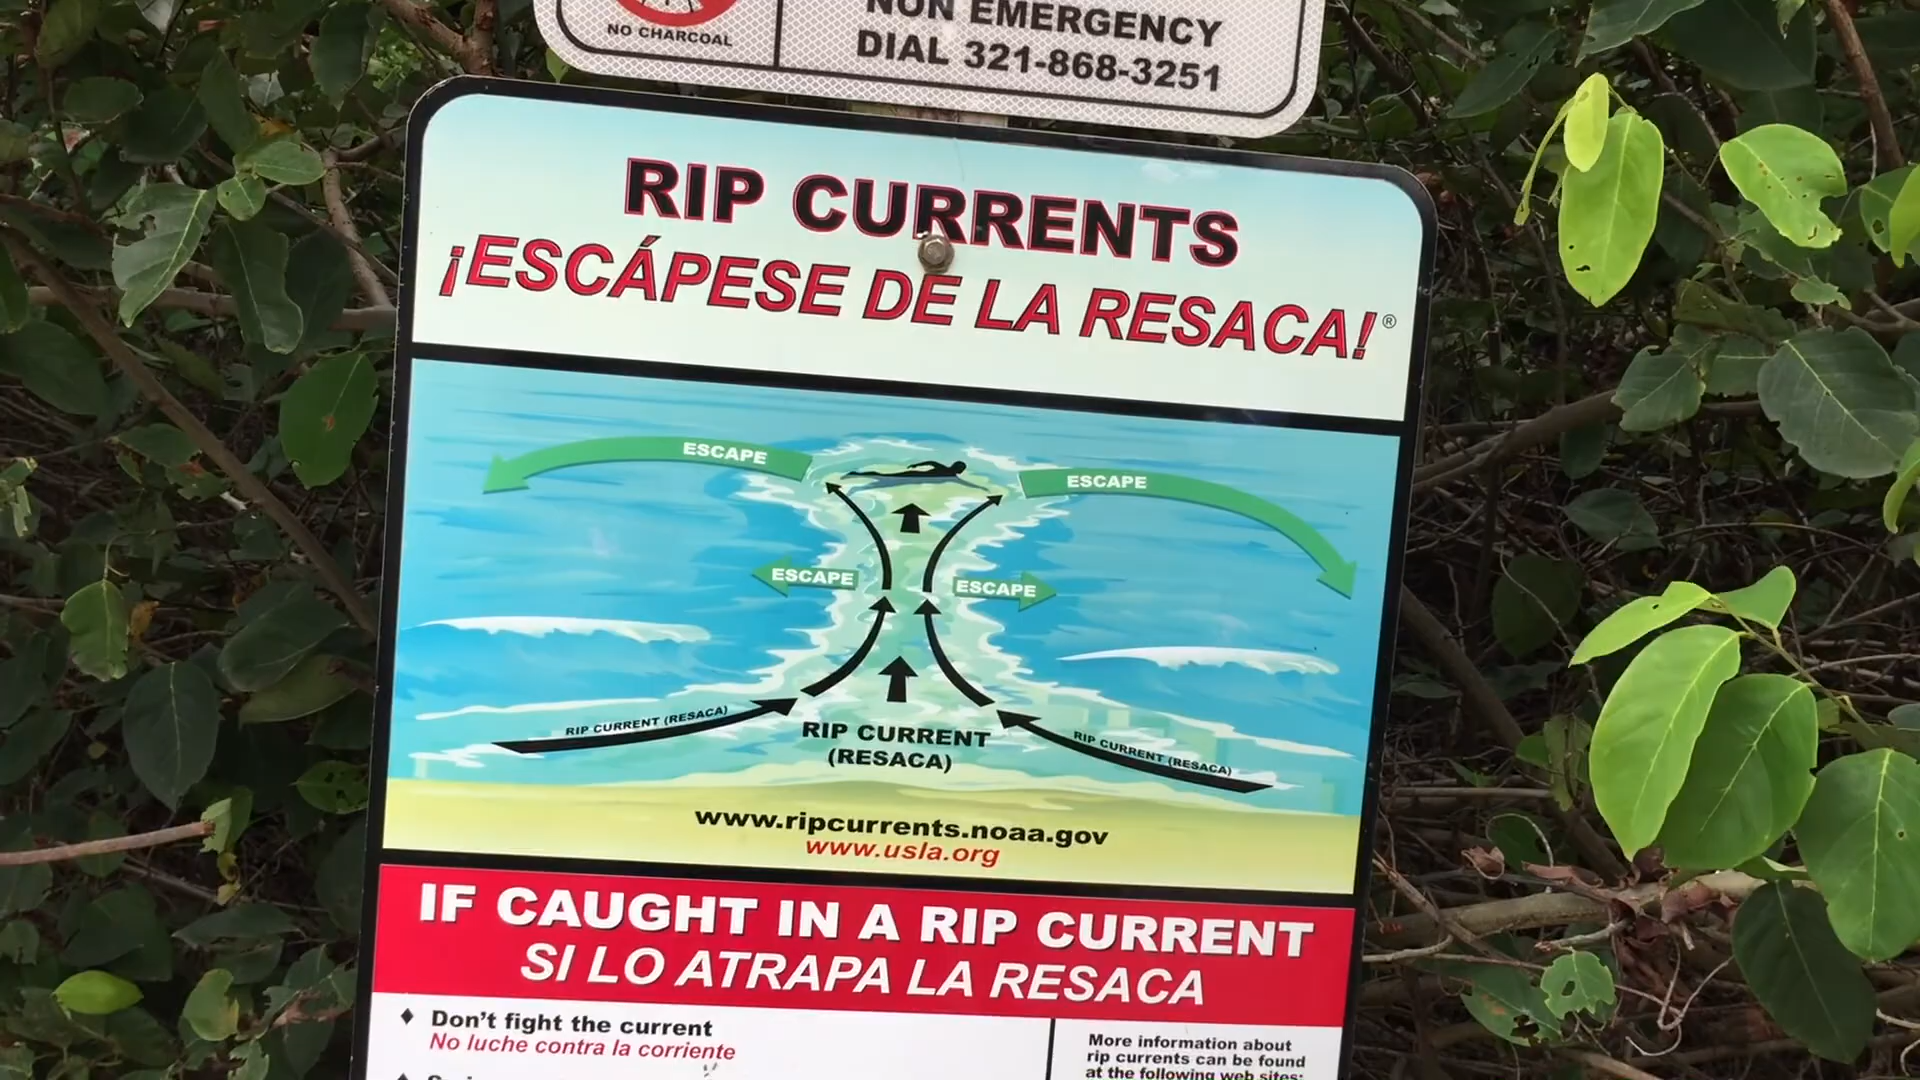 NO CHARCOAL
NON EMERGENCY
DIAL 321-868-3251
RIP CURRENTS
¡ESCÁPESE DE LA RESACA!®
ESCAPE
ESCAPE
ESCAPE
ESCAPE
RIP CURRENT (RESACA)
RIP CURRENT
(RESACA)
RIP CURRENT (RESACA)
www.ripcurrents.noaa.gov
www.usla.org
IF CAUGHT IN A RIP CURRENT
SI LO ATRAPA LA RESACA
♦ Don't fight the current
No luche contra la corriente
More information about
rip currents can be found
at the following web sites: